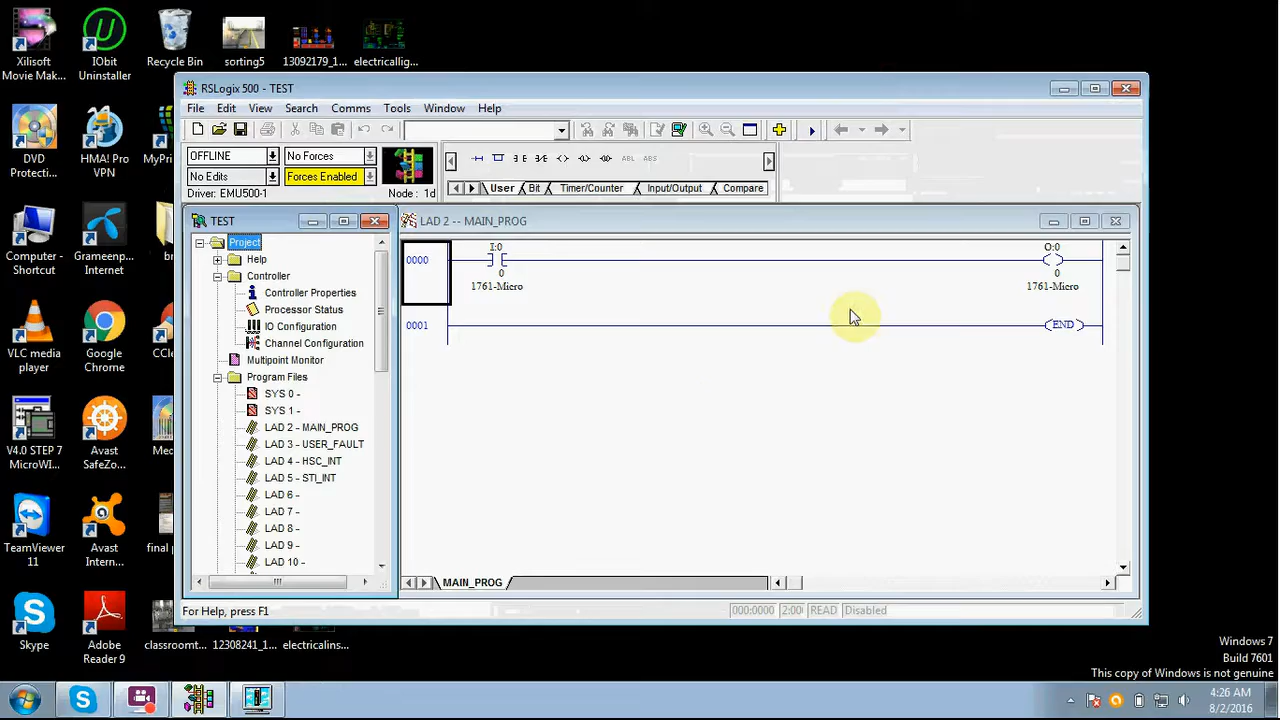 Xilisoft
Movie Mak...
IObit
Uninstaller
Recycle Bin
sorting5
13092179_1...
electricallig...
DVD
Protecti...
HMA! Pro
VPN
MyPri
Computer -
Shortcut
Grameenp...
Internet
VLC media
player
Google
Chrome
V4.0 STEP 7
MicroWI...
Avast
SafeZo...
TeamViewer
11
Avast
Intern...
final p
Skype
Adobe
Reader 9
classroomt...
12308241_1...
electricalins...
RSLogix 500 - TEST
File Edit View Search Comms Tools Window Help
OFFLINE No Forces
No Edits Forces Enabled
Driver: EMU500-1 Node : 1d
ABL ABS
User Bit Timer/Counter Input/Output Compare
TEST
Project
Help
Controller
Controller Properties
Processor Status
IO Configuration
Channel Configuration
Multipoint Monitor
Program Files
SYS 0 -
SYS 1 -
LAD 2 - MAIN_PROG
LAD 3 - USER_FAULT
LAD 4 - HSC_INT
LAD 5 - STI_INT
LAD 6 -
LAD 7 -
LAD 8 -
LAD 9 -
LAD 10 -
LAD 2 -- MAIN_PROG
I:0 O:0
0000
0 0
1761-Micro 1761-Micro
0001 END
MAIN_PROG
For Help, press F1
000:0000 2:00 READ Disabled
Windows 7
Build 7601
This copy of Windows is not genuine
4:26 AM
8/2/2016